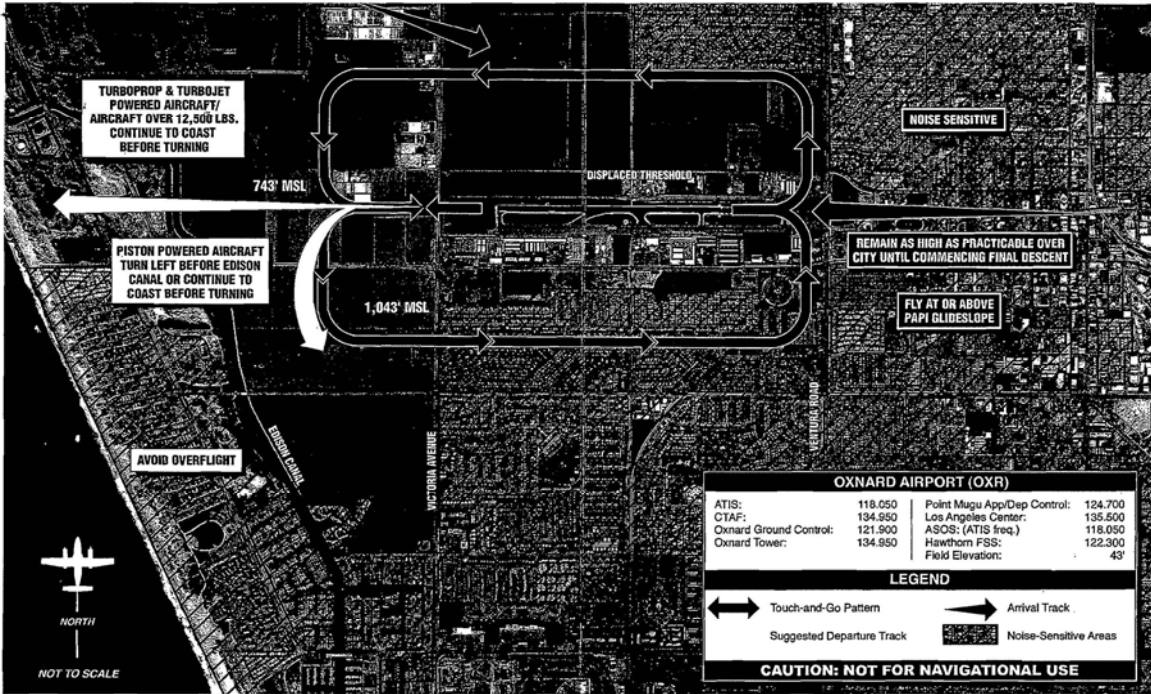 TURBOPROP & TURBOJET
POWERED AIRCRAFT/
AIRCRAFT OVER 12,500 LBS.
CONTINUE TO COAST
BEFORE TURNING
NOISE SENSITIVE
DISPLACED THRESHOLD
743' MSL
PISTON POWERED AIRCRAFT
TURN LEFT BEFORE EDISON
CANAL OR CONTINUE TO
COAST BEFORE TURNING
REMAIN AS HIGH AS PRACTICABLE OVER
CITY UNTIL COMMENCING FINAL DESCENT
1,043' MSL
FLY AT OR ABOVE
PAPI GLIDESLOPE
VENTURA ROAD
VICTORIA AVENUE
EDISON CANAL
AVOID OVERFLIGHT
NORTH
NOT TO SCALE
OXNARD AIRPORT (OXR)
ATIS: 118.050
CTAF: 134.950
Oxnard Ground Control: 121.900
Oxnard Tower: 134.950
Point Mugu App/Dep Control: 124.700
Los Angeles Center: 135.500
ASOS: (ATIS freq.) 118.050
Hawthorn FSS: 122.300
Field Elevation: 43'
LEGEND
Touch-and-Go Pattern
Arrival Track
Suggested Departure Track
Noise-Sensitive Areas
CAUTION: NOT FOR NAVIGATIONAL USE